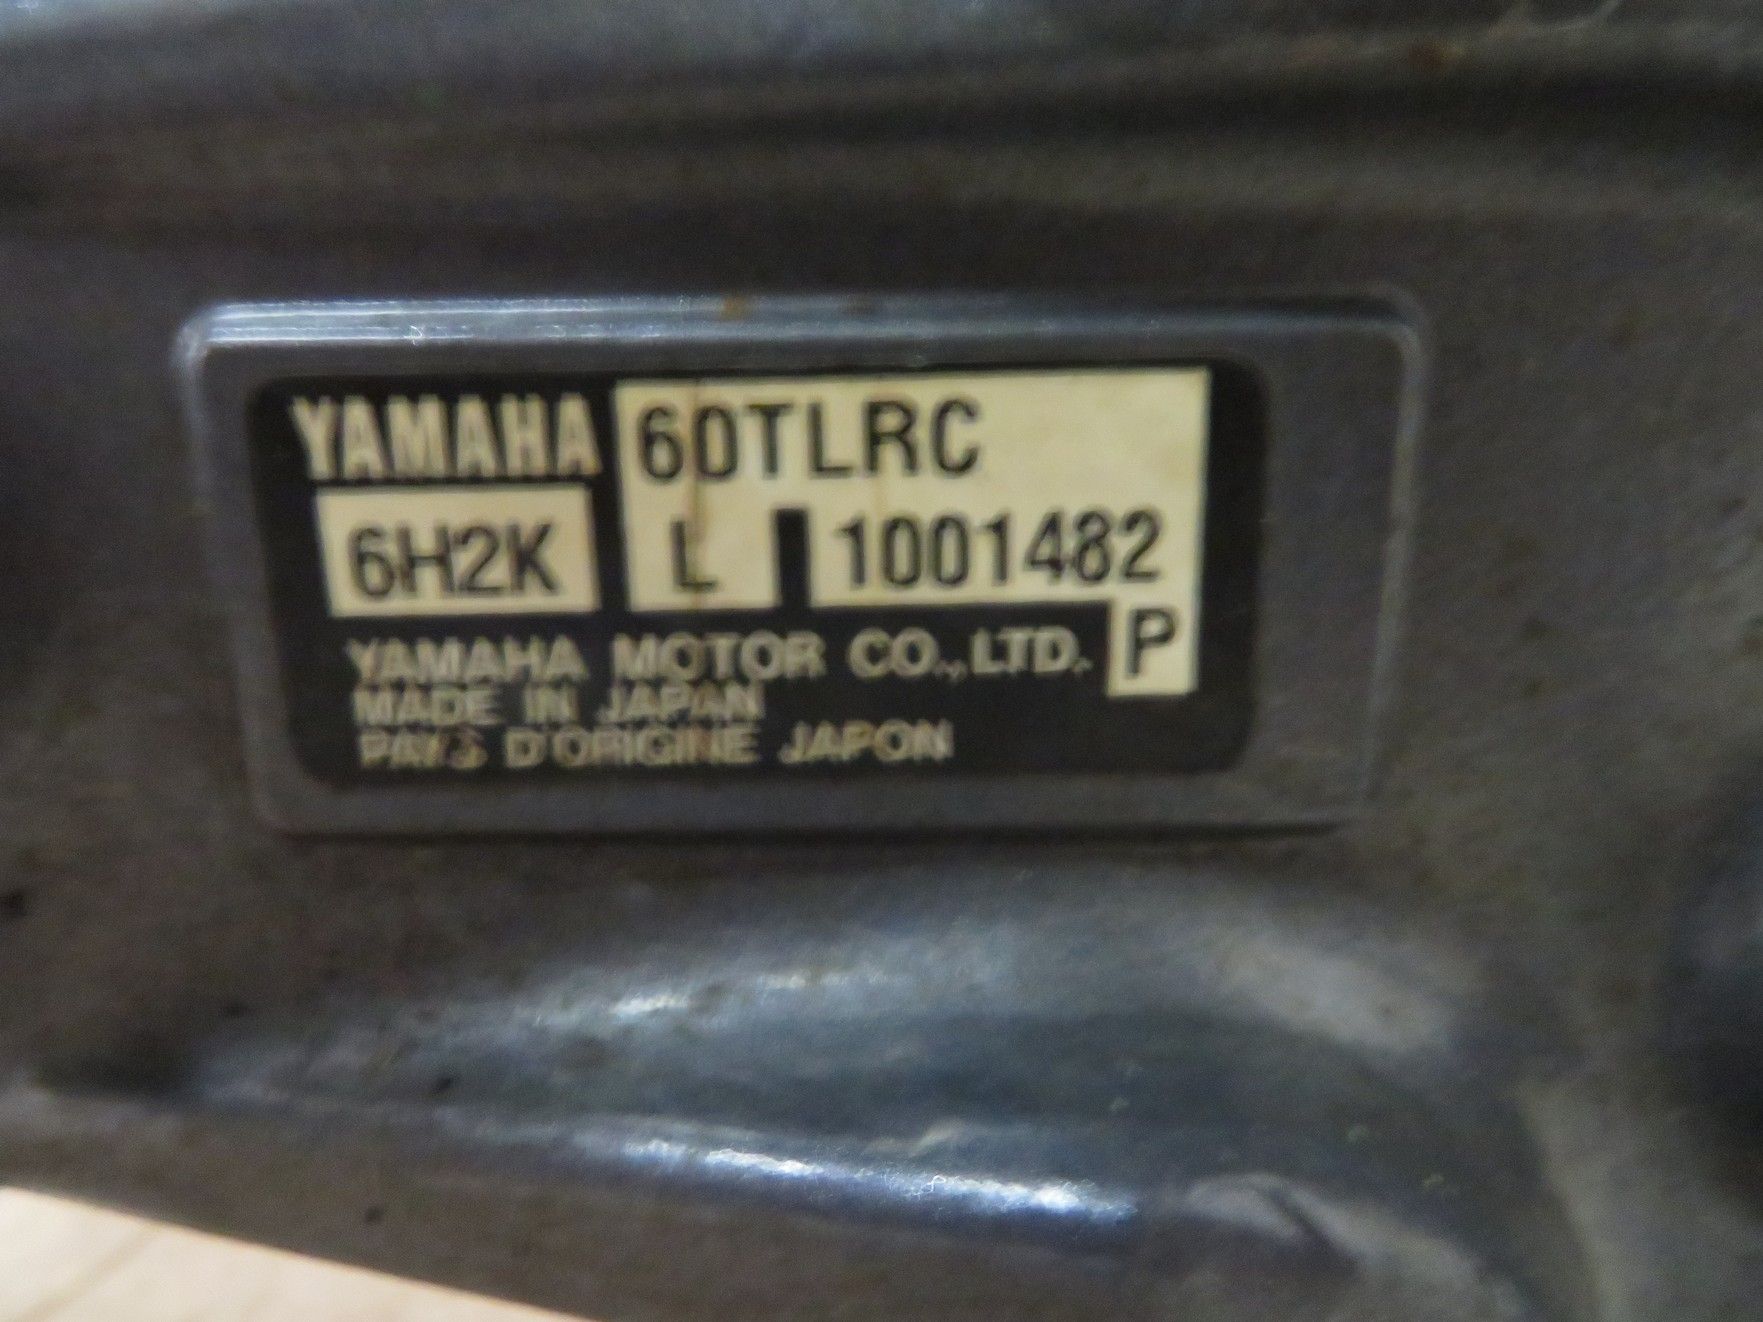 YAMAHA 60TLRC
6H2K L 1001482
YAMAHA MOTOR CO.,LTD. P
MADE IN JAPAN
PAYS D'ORIGINE JAPON